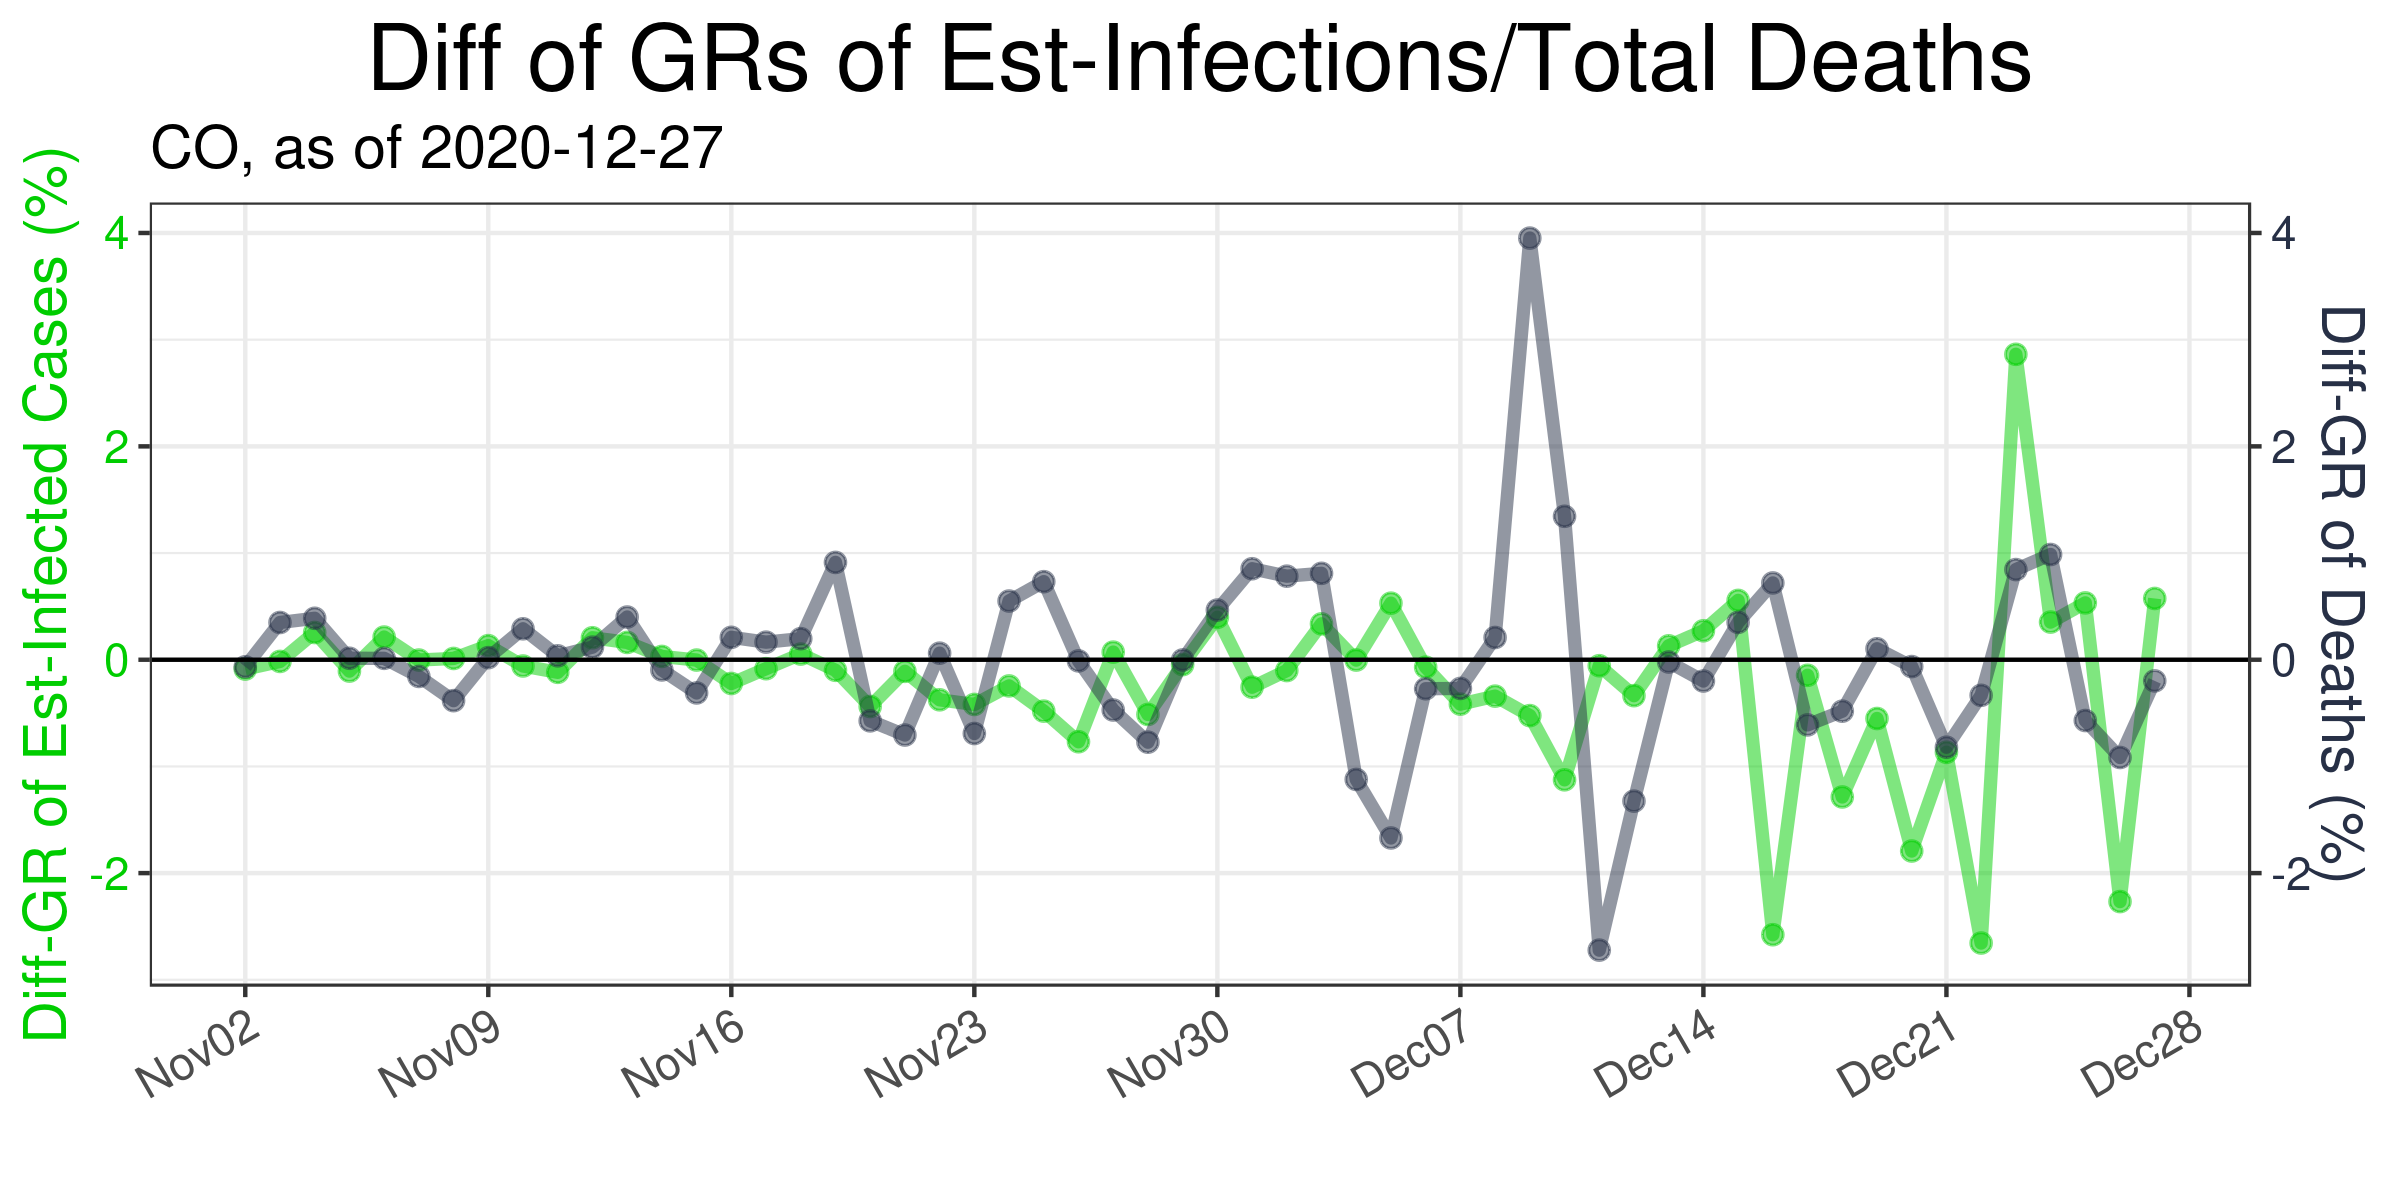 Diff of GRs of Est-Infections/Total Deaths
CO, as of 2020-12-27
Diff-GR of Est-Infected Cases (%)
4
2
0
-2
4
2
0
-2
Diff-GR of Deaths (%)
Nov02
Nov09
Nov16
Nov23
Nov30
Dec07
Dec14
Dec21
Dec28